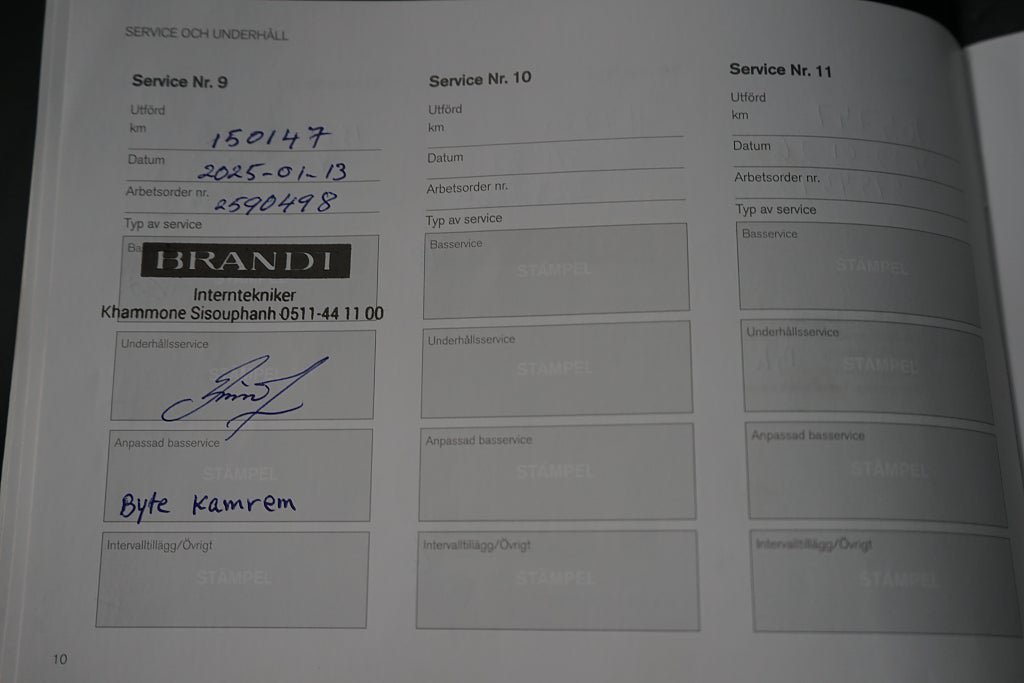 SERVICE OCH UNDERHÅLL
Service Nr. 9
Utförd
km 150147
Datum 2025-01-13
Arbetsorder nr. 2590498
Typ av service
BRANDI
Interntekniker
Khammone Sisouphanh 0511-44 11 00
Underhållsservice
Anpassad basservice
STÄMPEL
Byte Kamrem
Intervalltillägg/Övrigt
STÄMPEL
Service Nr. 10
Utförd
km
Datum
Arbetsorder nr.
Typ av service
Basservice
STÄMPEL
Underhållsservice
STÄMPEL
Anpassad basservice
STÄMPEL
Intervalltillägg/Övrigt
STÄMPEL
Service Nr. 11
Utförd
km
Datum
Arbetsorder nr.
Typ av service
Basservice
STÄMPEL
Underhållsservice
STÄMPEL
Anpassad basservice
STÄMPEL
Intervalltillägg/Övrigt
STÄMPEL
10